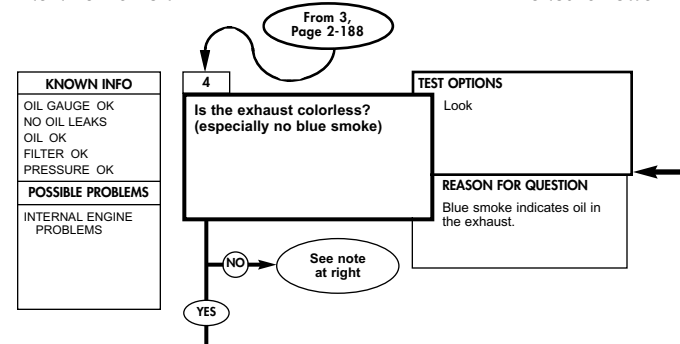 From 3,
Page 2-188
KNOWN INFO
OIL GAUGE OK
NO OIL LEAKS
OIL OK
FILTER OK
PRESSURE OK
POSSIBLE PROBLEMS
INTERNAL ENGINE
PROBLEMS
4
Is the exhaust colorless?
(especially no blue smoke)
TEST OPTIONS
Look
REASON FOR QUESTION
Blue smoke indicates oil in
the exhaust.
NO
See note
at right
YES